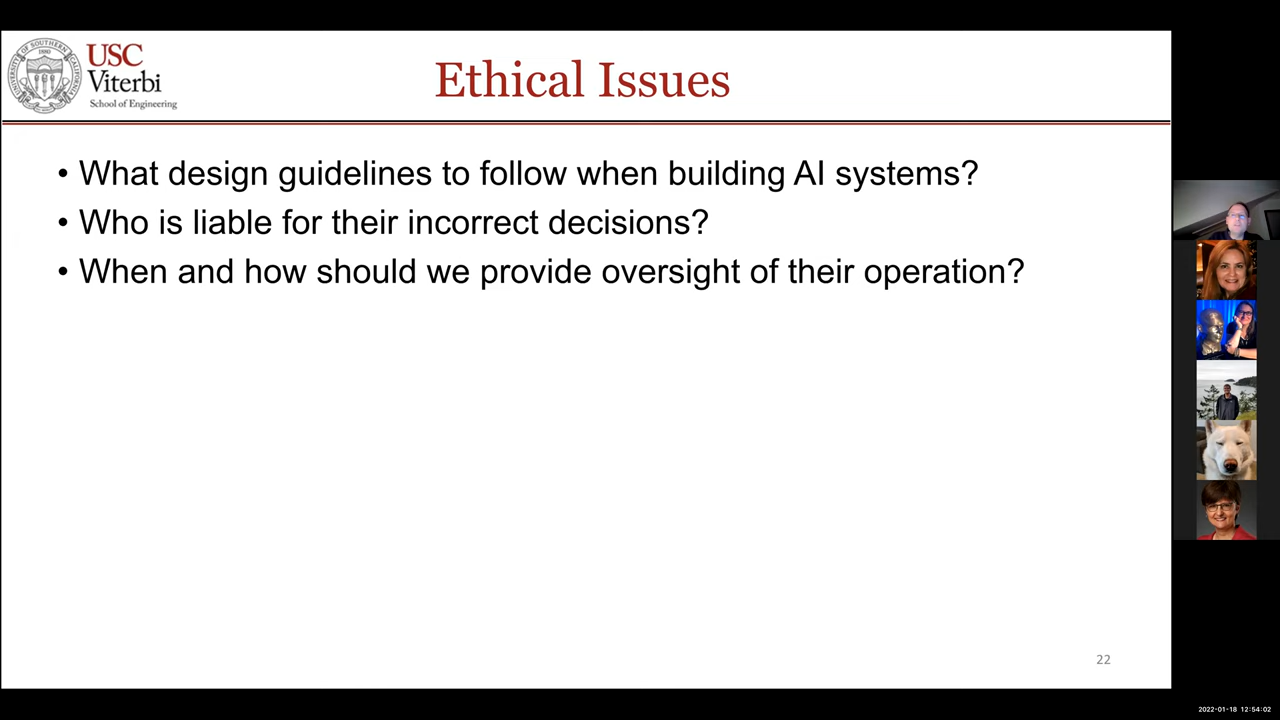 USC
Viterbi
School of Engineering
Ethical Issues
• What design guidelines to follow when building AI systems?
• Who is liable for their incorrect decisions?
• When and how should we provide oversight of their operation?
22
2022-01-18 12:54:02